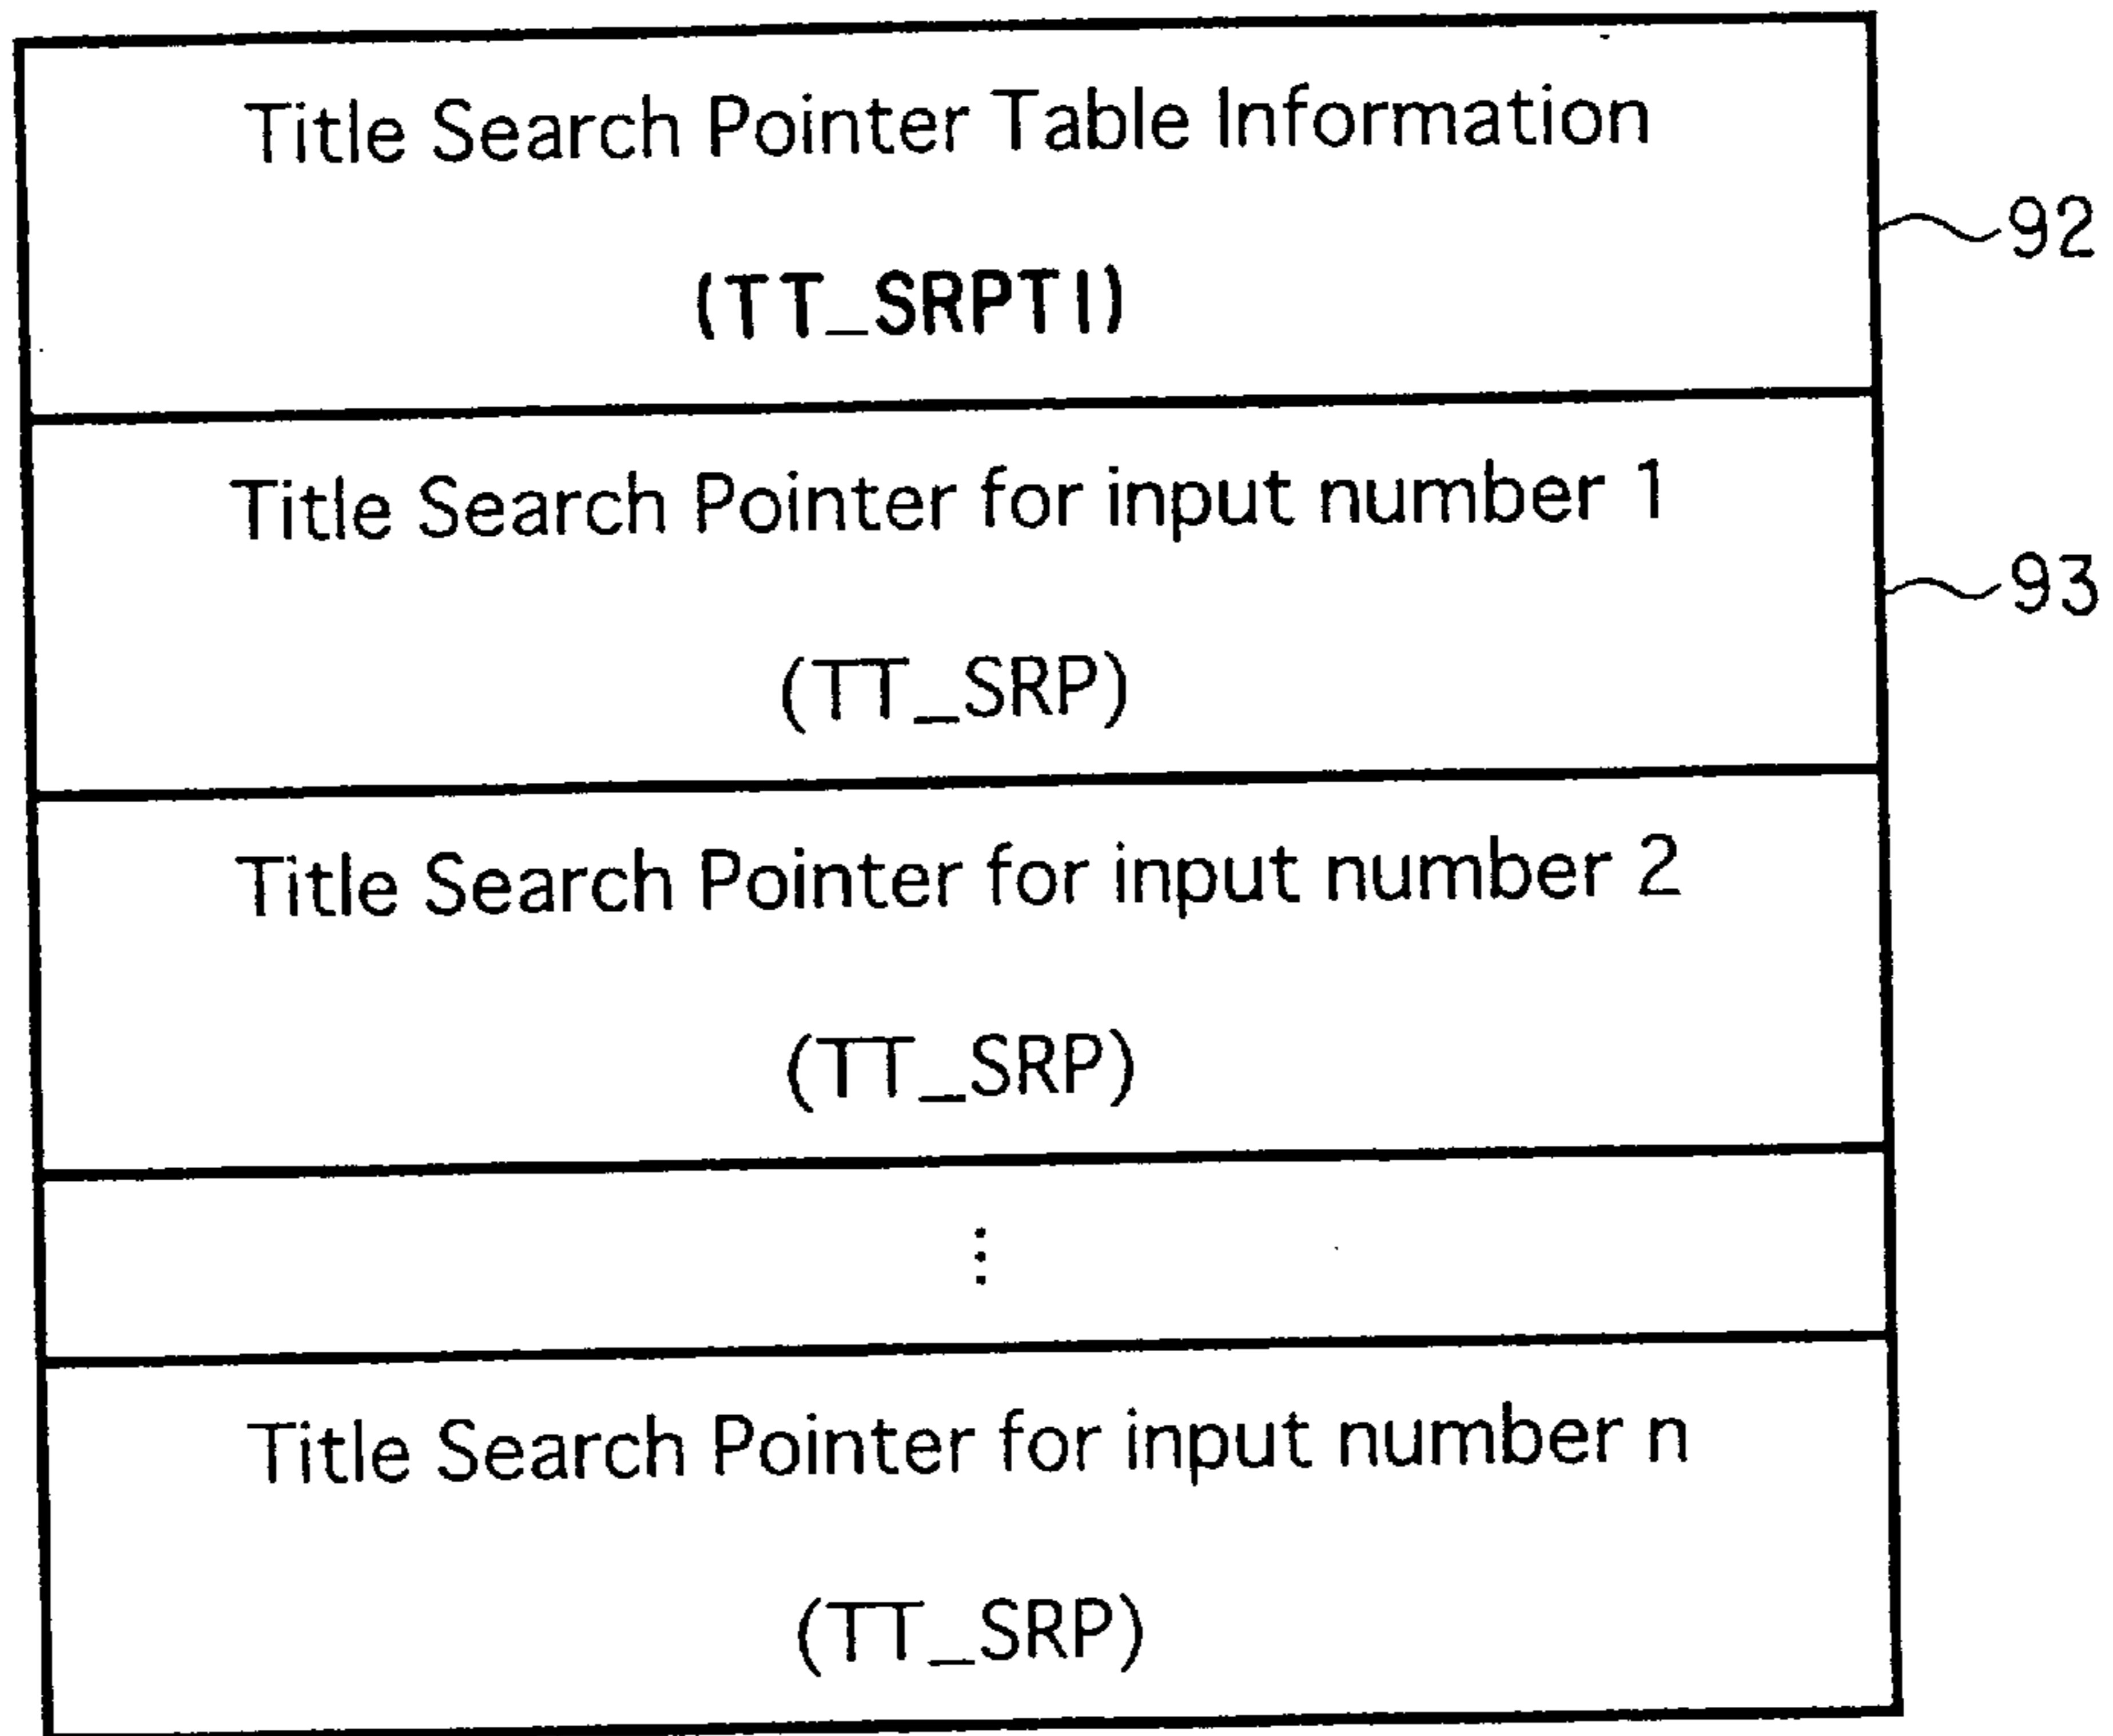 Title Search Pointer Table Information
(TT_SRPTI)
92
Title Search Pointer for input number 1
93
(TT_SRP)
Title Search Pointer for input number 2
(TT_SRP)
⋮
Title Search Pointer for input number n
(TT_SRP)